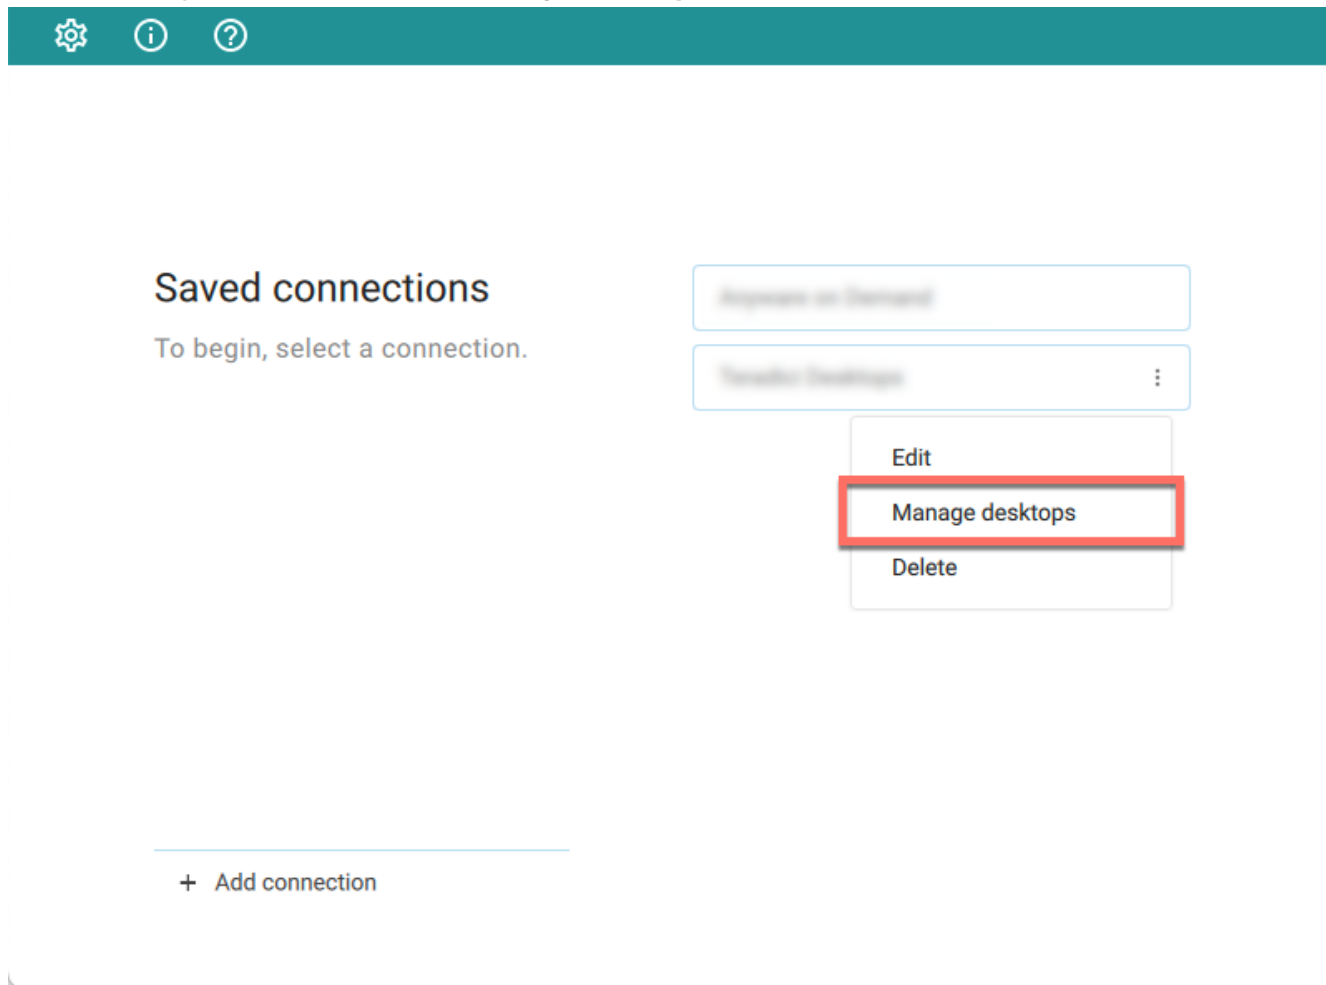 Saved connections
To begin, select a connection.
Edit
Manage desktops
Delete
+ Add connection